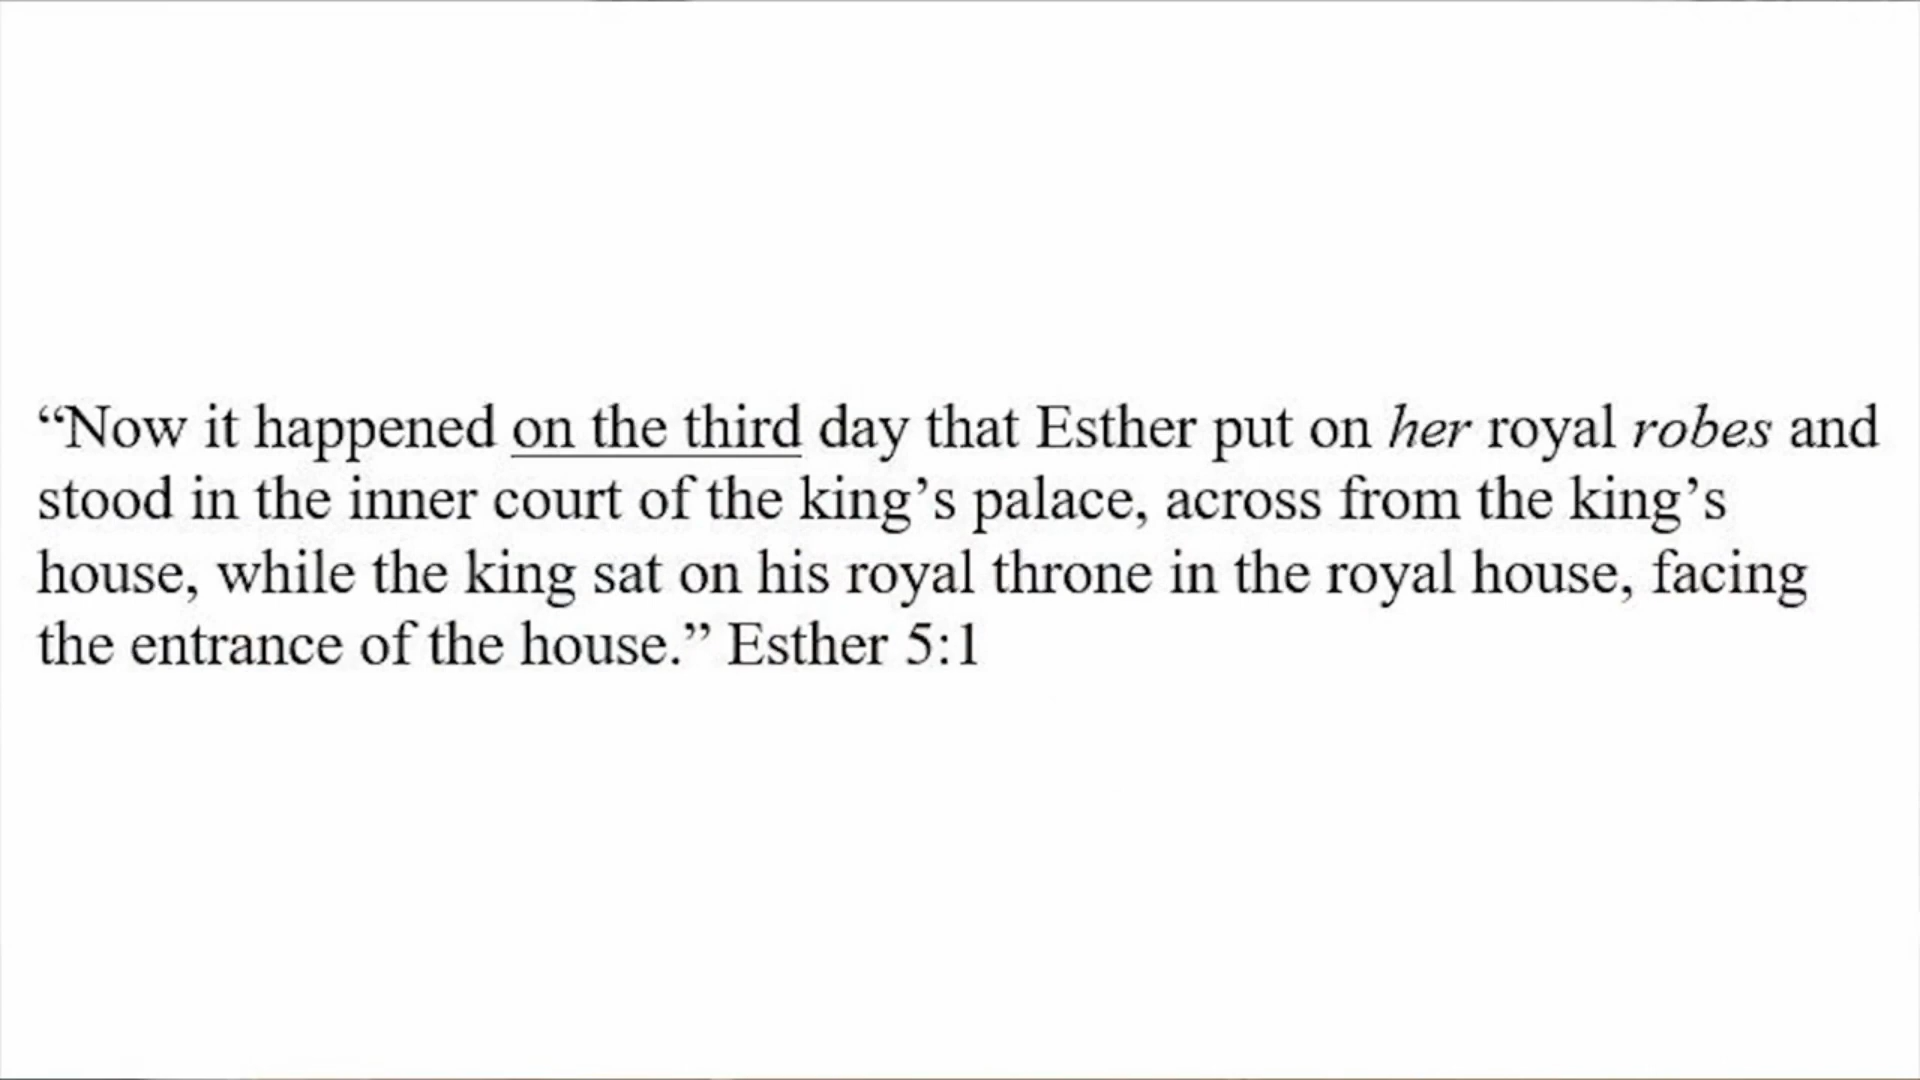 “Now it happened on the third day that Esther put on her royal robes and
stood in the inner court of the king’s palace, across from the king’s
house, while the king sat on his royal throne in the royal house, facing
the entrance of the house.” Esther 5:1